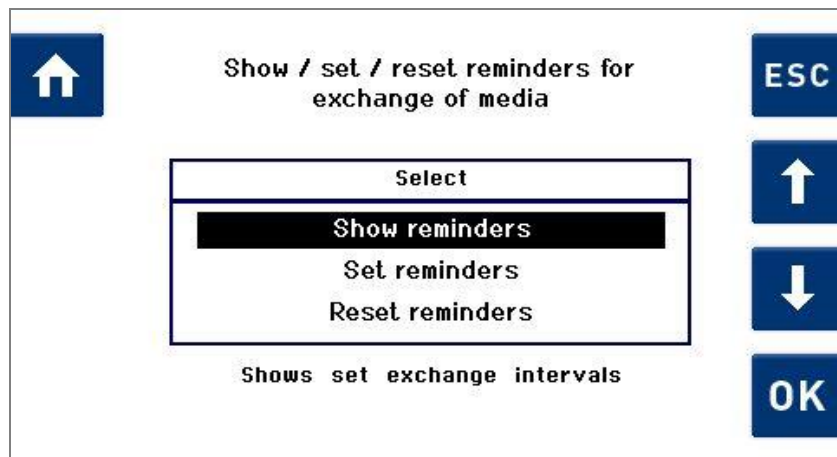 Show / set / reset reminders for
exchange of media
ESC
Select
Show reminders
Set reminders
Reset reminders
Shows set exchange intervals
OK